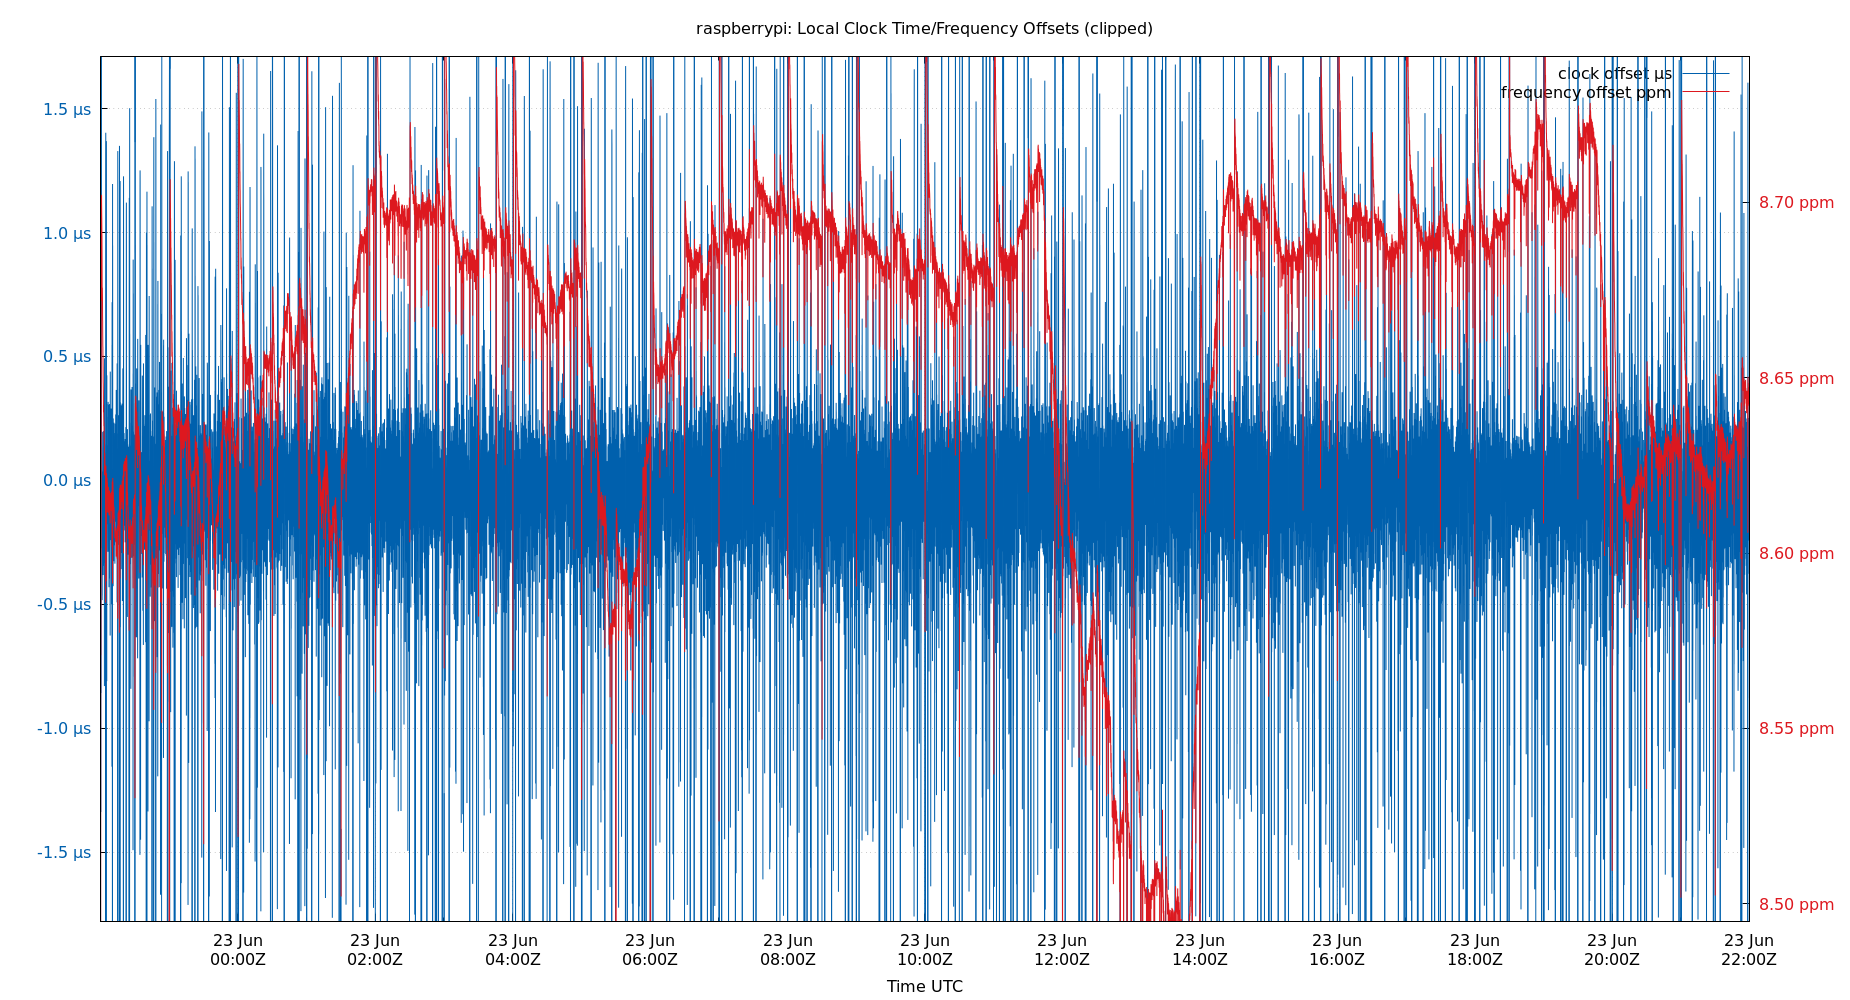 raspberrypi: Local Clock Time/Frequency Offsets (clipped)
clock offset µs
frequency offset ppm
1.5 µs
1.0 µs
0.5 µs
0.0 µs
-0.5 µs
-1.0 µs
-1.5 µs
8.70 ppm
8.65 ppm
8.60 ppm
8.55 ppm
8.50 ppm
23 Jun 23 Jun 23 Jun 23 Jun 23 Jun 23 Jun 23 Jun 23 Jun 23 Jun 23 Jun 23 Jun 23 Jun
00:00Z 02:00Z 04:00Z 06:00Z 08:00Z 10:00Z 12:00Z 14:00Z 16:00Z 18:00Z 20:00Z 22:00Z
Time UTC